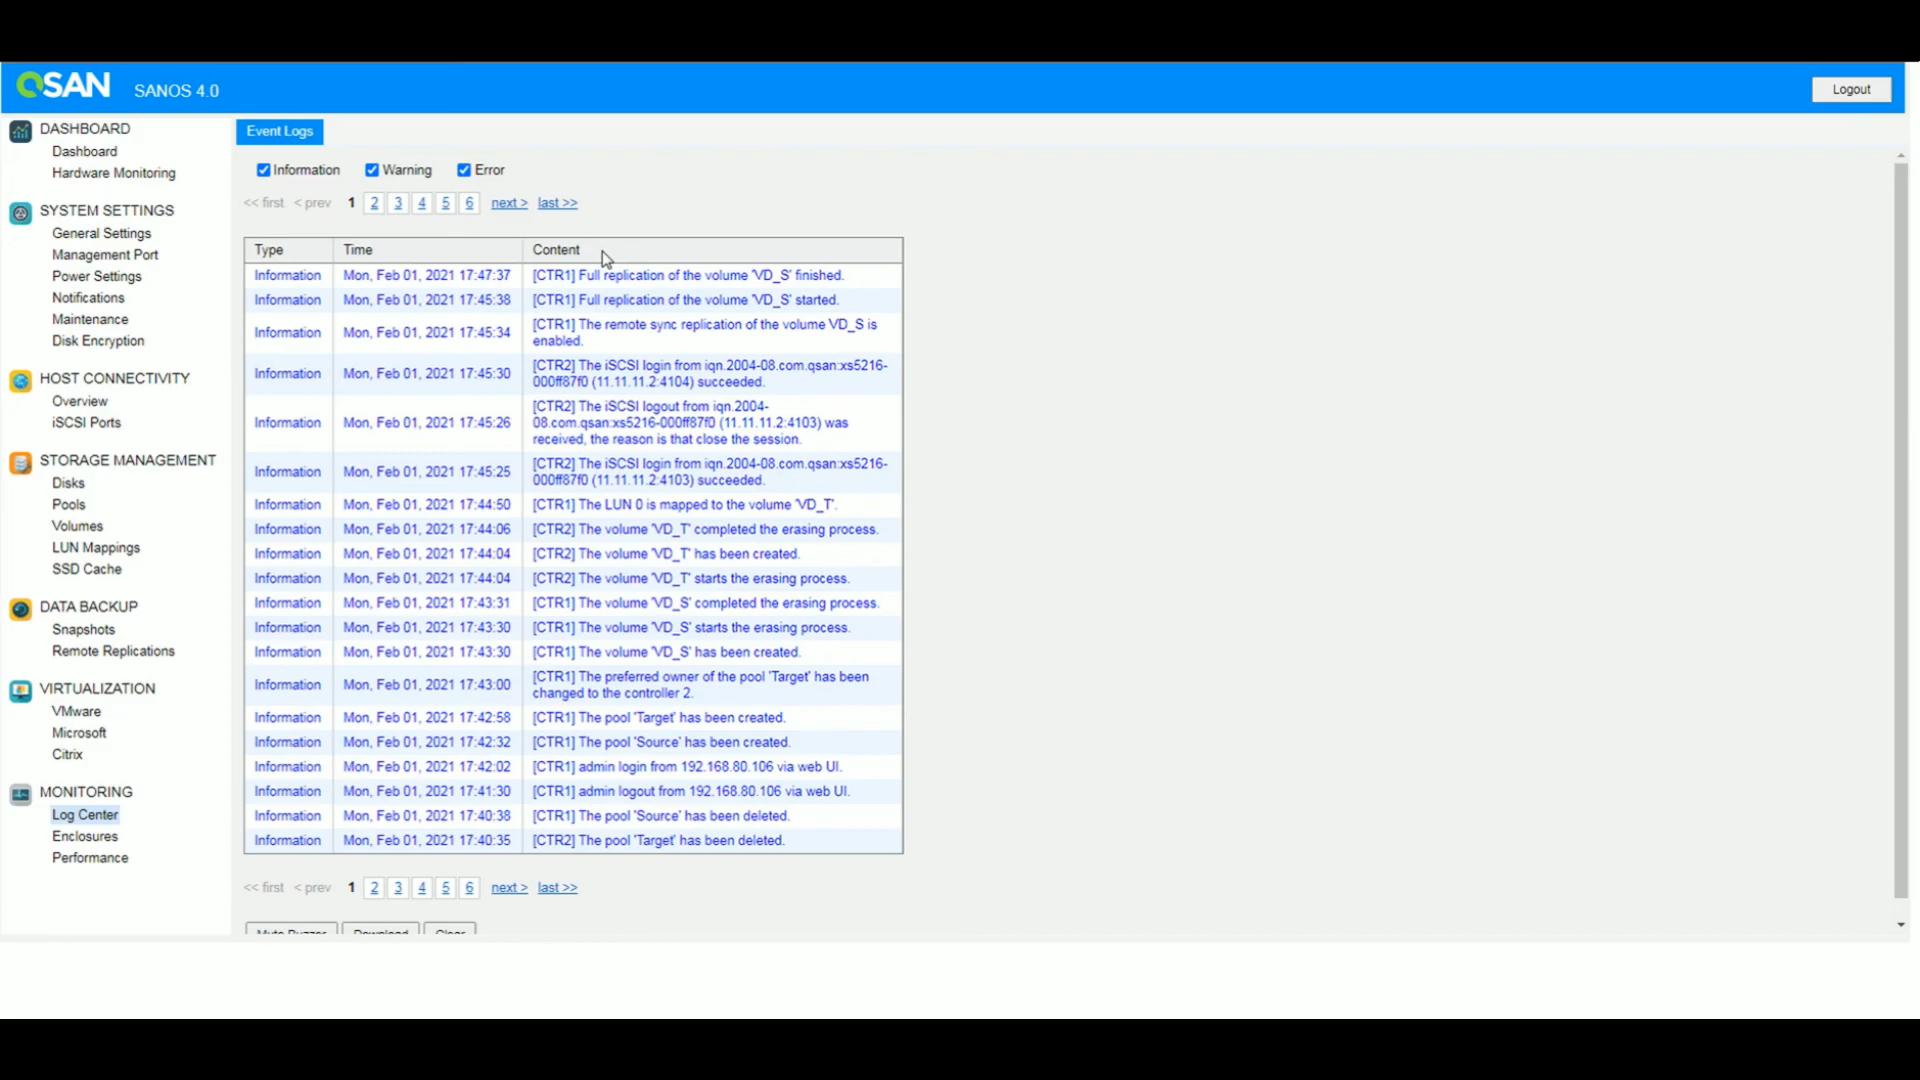 QSAN SANOS 4.0 Logout
DASHBOARD
Dashboard
Hardware Monitoring
SYSTEM SETTINGS
General Settings
Management Port
Power Settings
Notifications
Maintenance
Disk Encryption
HOST CONNECTIVITY
Overview
iSCSI Ports
STORAGE MANAGEMENT
Disks
Pools
Volumes
LUN Mappings
SSD Cache
DATA BACKUP
Snapshots
Remote Replications
VIRTUALIZATION
VMware
Microsoft
Citrix
MONITORING
Log Center
Enclosures
Performance
Event Logs
Information Warning Error
<< first < prev 1 2 3 4 5 6 next > last >>
Type Time Content
Information Mon, Feb 01, 2021 17:47:37 [CTR1] Full replication of the volume 'VD_S' finished.
Information Mon, Feb 01, 2021 17:45:38 [CTR1] Full replication of the volume 'VD_S' started.
Information Mon, Feb 01, 2021 17:45:34 [CTR1] The remote sync replication of the volume VD_S is
enabled.
Information Mon, Feb 01, 2021 17:45:30 [CTR2] The iSCSI login from iqn.2004-08.com.qsan:xs5216-
000ff87f0 (11.11.11.2:4104) succeeded.
Information Mon, Feb 01, 2021 17:45:26 [CTR2] The iSCSI logout from iqn.2004-
08.com.qsan:xs5216-000ff87f0 (11.11.11.2:4103) was
received, the reason is that close the session.
Information Mon, Feb 01, 2021 17:45:25 [CTR2] The iSCSI login from iqn.2004-08.com.qsan:xs5216-
000ff87f0 (11.11.11.2:4103) succeeded.
Information Mon, Feb 01, 2021 17:44:50 [CTR1] The LUN 0 is mapped to the volume 'VD_T'.
Information Mon, Feb 01, 2021 17:44:06 [CTR2] The volume 'VD_T' completed the erasing process.
Information Mon, Feb 01, 2021 17:44:04 [CTR2] The volume 'VD_T' has been created.
Information Mon, Feb 01, 2021 17:44:04 [CTR2] The volume 'VD_T' starts the erasing process.
Information Mon, Feb 01, 2021 17:43:31 [CTR1] The volume 'VD_S' completed the erasing process.
Information Mon, Feb 01, 2021 17:43:30 [CTR1] The volume 'VD_S' starts the erasing process.
Information Mon, Feb 01, 2021 17:43:30 [CTR1] The volume 'VD_S' has been created.
Information Mon, Feb 01, 2021 17:43:00 [CTR1] The preferred owner of the pool 'Target' has been
changed to the controller 2.
Information Mon, Feb 01, 2021 17:42:58 [CTR1] The pool 'Target' has been created.
Information Mon, Feb 01, 2021 17:42:32 [CTR1] The pool 'Source' has been created.
Information Mon, Feb 01, 2021 17:42:02 [CTR1] admin login from 192.168.80.106 via web UI.
Information Mon, Feb 01, 2021 17:41:30 [CTR1] admin logout from 192.168.80.106 via web UI.
Information Mon, Feb 01, 2021 17:40:38 [CTR1] The pool 'Source' has been deleted.
Information Mon, Feb 01, 2021 17:40:35 [CTR2] The pool 'Target' has been deleted.
<< first < prev 1 2 3 4 5 6 next > last >>
Mute Buzzer Download Clear